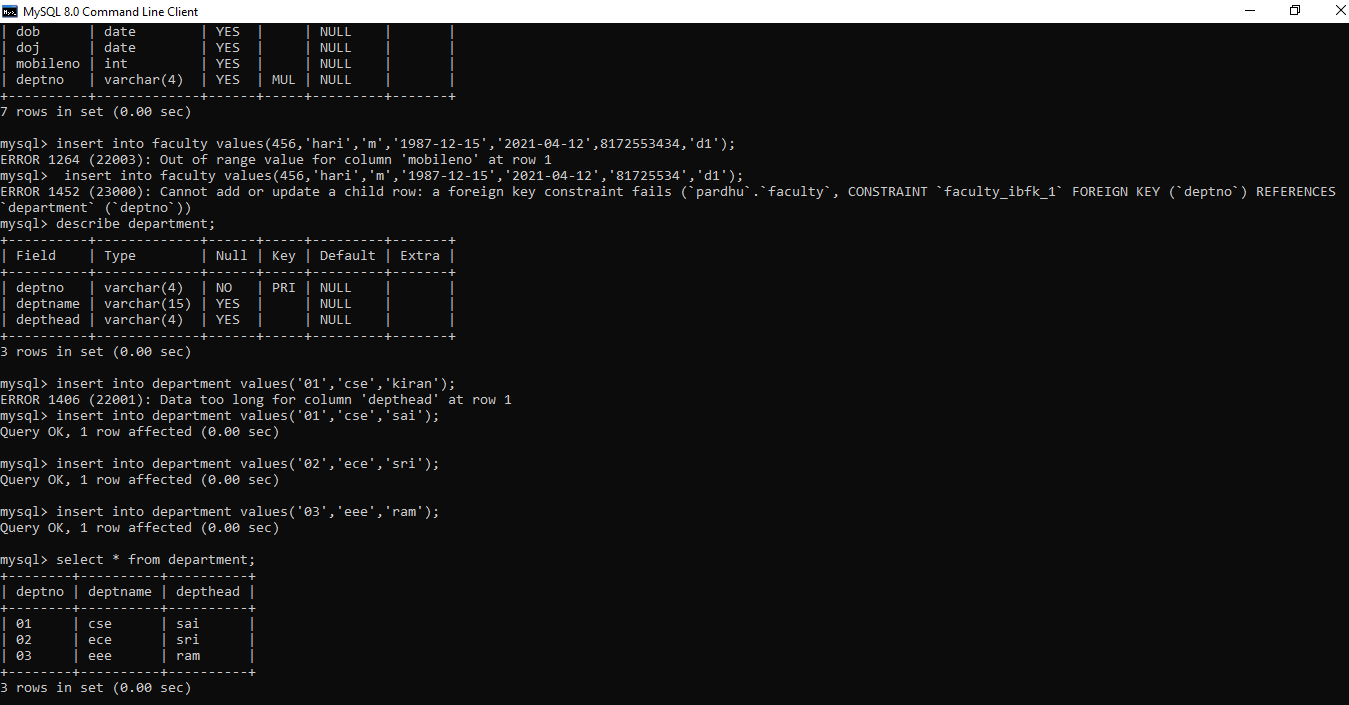 MySQL 8.0 Command Line Client
| dob      | date        | YES  |     | NULL    |       |
| doj      | date        | YES  |     | NULL    |       |
| mobileno | int         | YES  |     | NULL    |       |
| deptno   | varchar(4)  | YES  | MUL | NULL    |       |
+----------+-------------+------+-----+---------+-------+
7 rows in set (0.00 sec)
mysql> insert into faculty values(456,'hari','m','1987-12-15','2021-04-12',8172553434,'d1');
ERROR 1264 (22003): Out of range value for column 'mobileno' at row 1
mysql>  insert into faculty values(456,'hari','m','1987-12-15','2021-04-12','81725534','d1');
ERROR 1452 (23000): Cannot add or update a child row: a foreign key constraint fails (`pardhu`.`faculty`, CONSTRAINT `faculty_ibfk_1` FOREIGN KEY (`deptno`) REFERENCES
`department` (`deptno`))
mysql> describe department;
+----------+-------------+------+-----+---------+-------+
| Field    | Type        | Null | Key | Default | Extra |
+----------+-------------+------+-----+---------+-------+
| deptno   | varchar(4)  | NO   | PRI | NULL    |       |
| deptname | varchar(15) | YES  |     | NULL    |       |
| depthead | varchar(4)  | YES  |     | NULL    |       |
+----------+-------------+------+-----+---------+-------+
3 rows in set (0.00 sec)
mysql> insert into department values('01','cse','kiran');
ERROR 1406 (22001): Data too long for column 'depthead' at row 1
mysql> insert into department values('01','cse','sai');
Query OK, 1 row affected (0.00 sec)
mysql> insert into department values('02','ece','sri');
Query OK, 1 row affected (0.00 sec)
mysql> insert into department values('03','eee','ram');
Query OK, 1 row affected (0.00 sec)
mysql> select * from department;
+--------+----------+----------+
| deptno | deptname | depthead |
+--------+----------+----------+
| 01     | cse      | sai      |
| 02     | ece      | sri      |
| 03     | eee      | ram      |
+--------+----------+----------+
3 rows in set (0.00 sec)